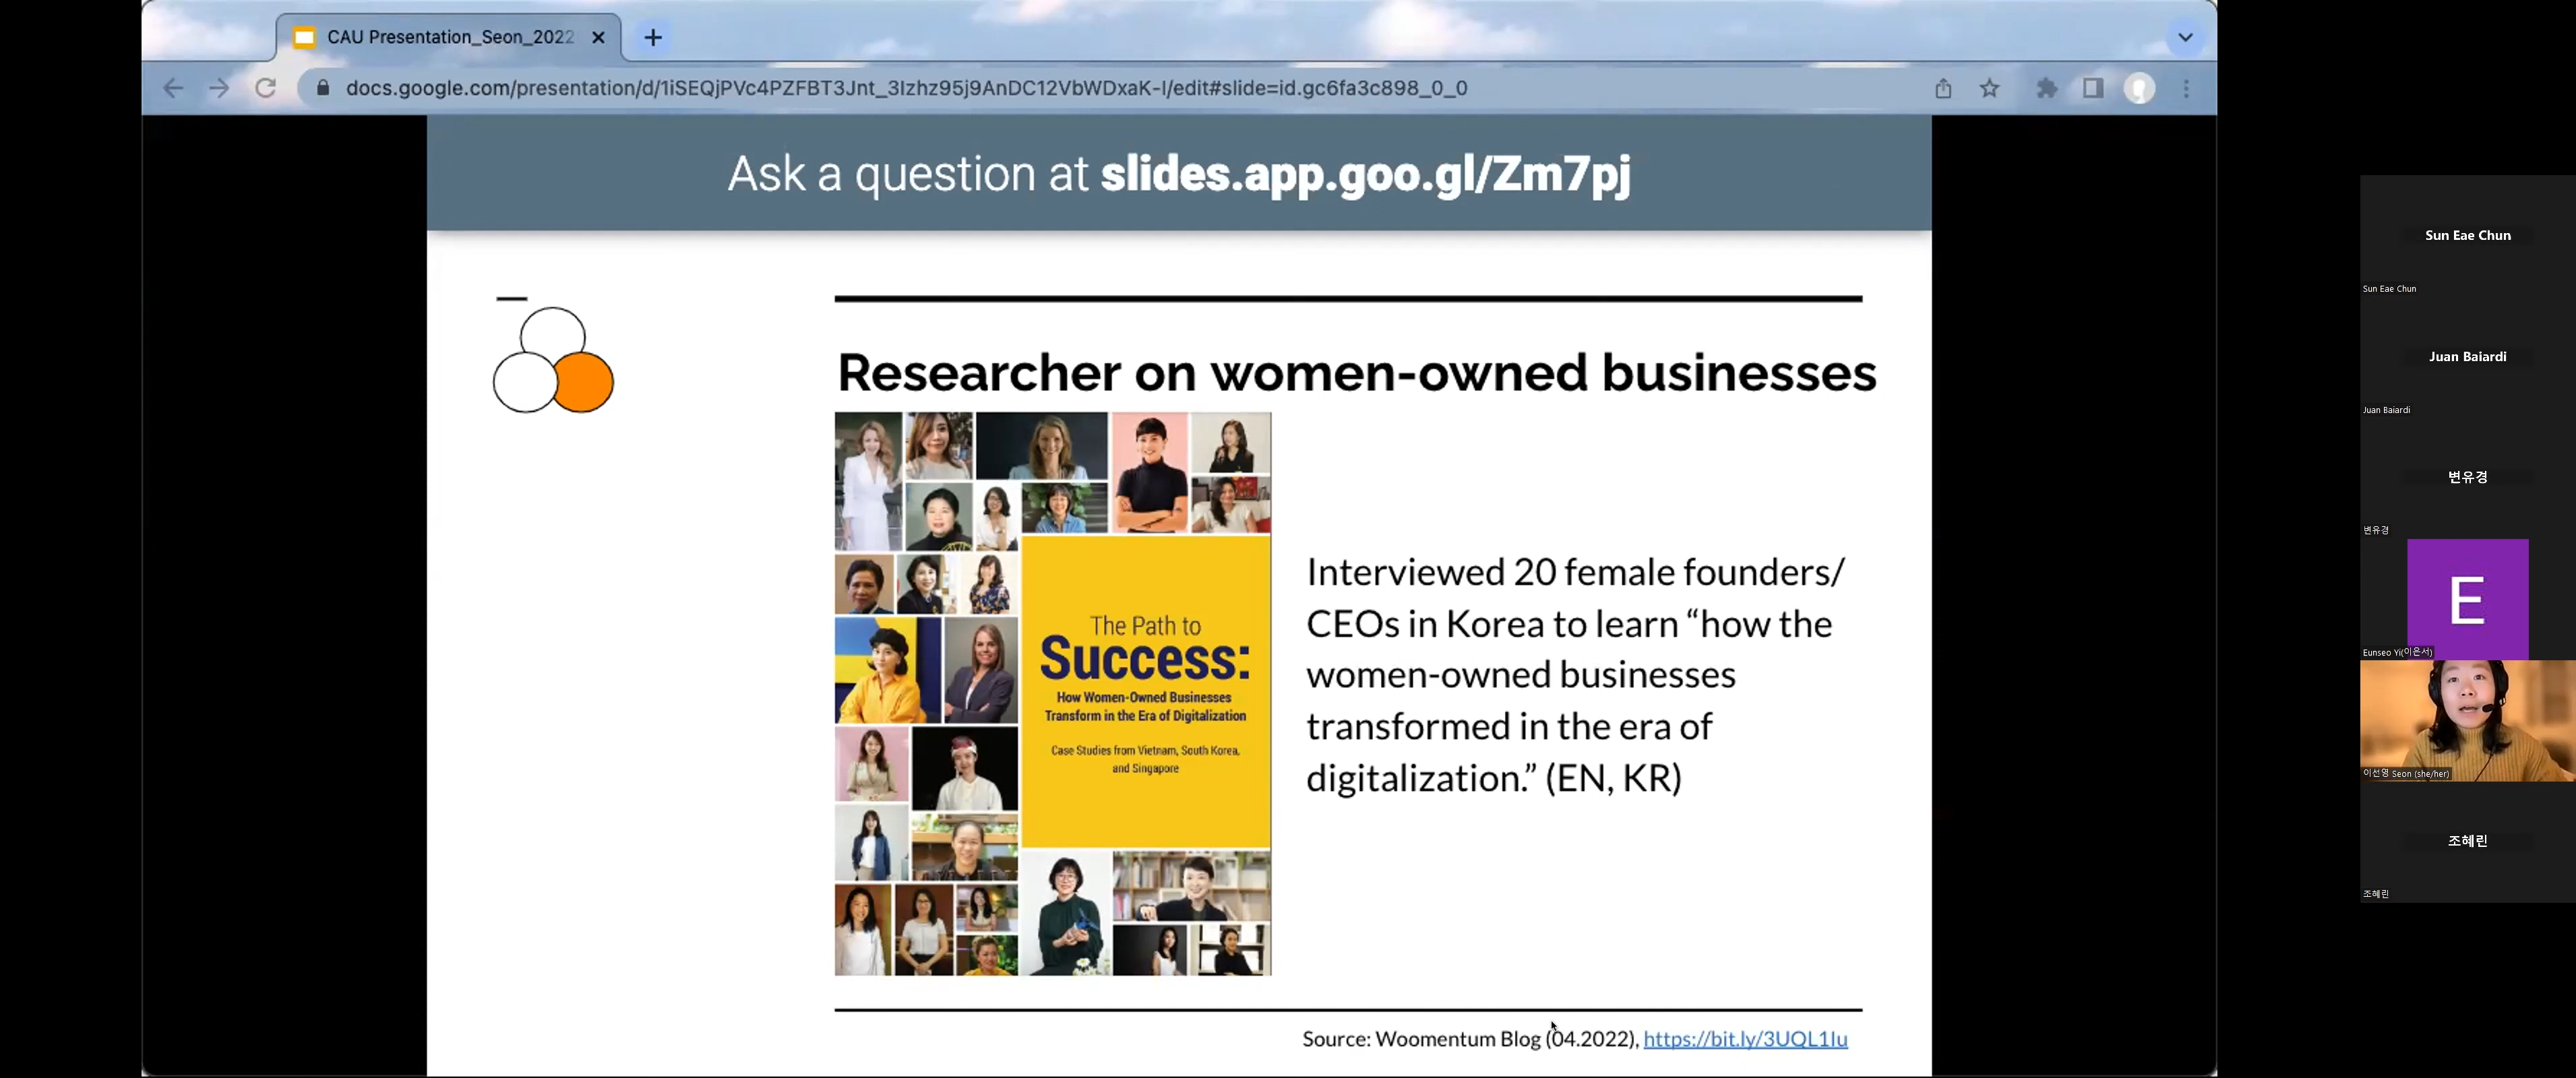 CAU Presentation_Seon_2022
docs.google.com/presentation/d/1iSEQjPVc4PZFBT3Jnt_3Izhz95j9AnDC12VbWDxaK-I/edit#slide=id.gc6fa3c898_0_0
Ask a question at slides.app.goo.gl/Zm7pj
Researcher on women-owned businesses
The Path to
Success:
How Women-Owned Businesses
Transform in the Era of Digitalization
Case Studies from Vietnam, South Korea,
and Singapore
Interviewed 20 female founders/
CEOs in Korea to learn “how the
women-owned businesses
transformed in the era of
digitalization.” (EN, KR)
Source: Woomentum Blog (04.2022), https://bit.ly/3UQL1Iu
Sun Eae Chun
Sun Eae Chun
Juan Baiardi
Juan Baiardi
변유경
변유경
E
Eunseo Yi(이은서)
이선영 Seon (she/her)
조혜린
조혜린